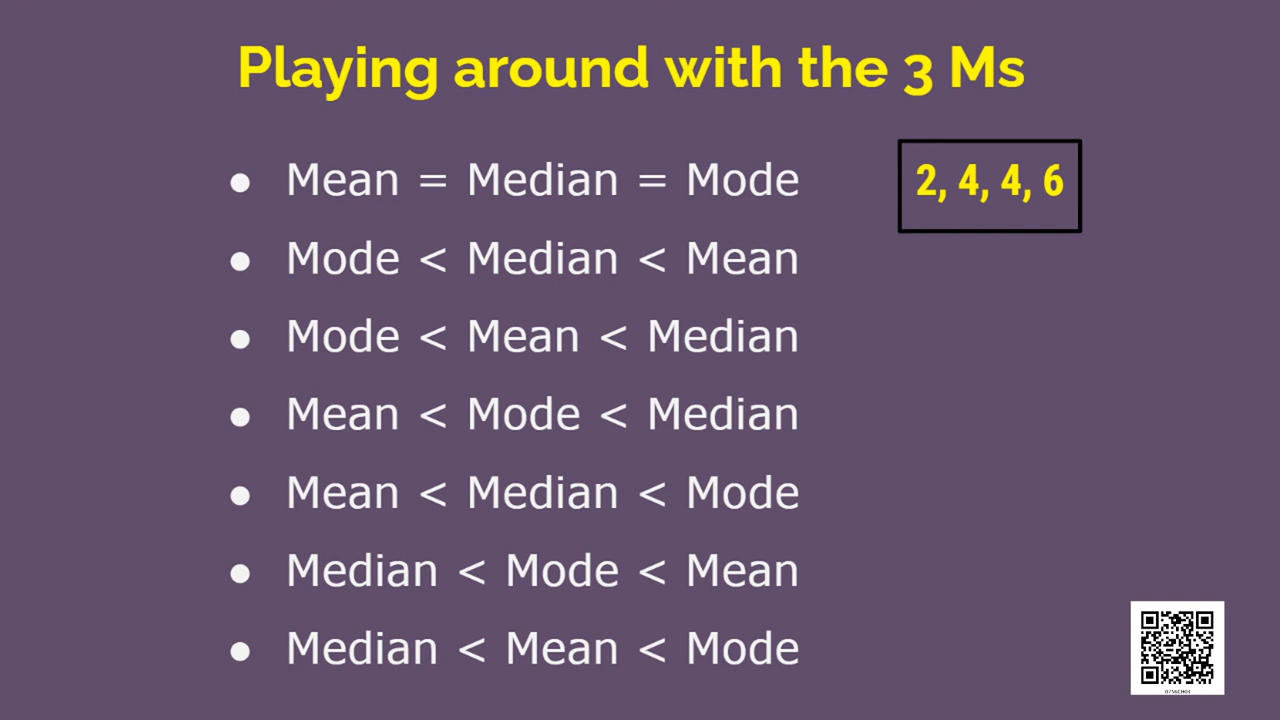 Playing around with the 3 Ms
● Mean = Median = Mode
2, 4, 4, 6
● Mode < Median < Mean
● Mode < Mean < Median
● Mean < Mode < Median
● Mean < Median < Mode
● Median < Mode < Mean
● Median < Mean < Mode